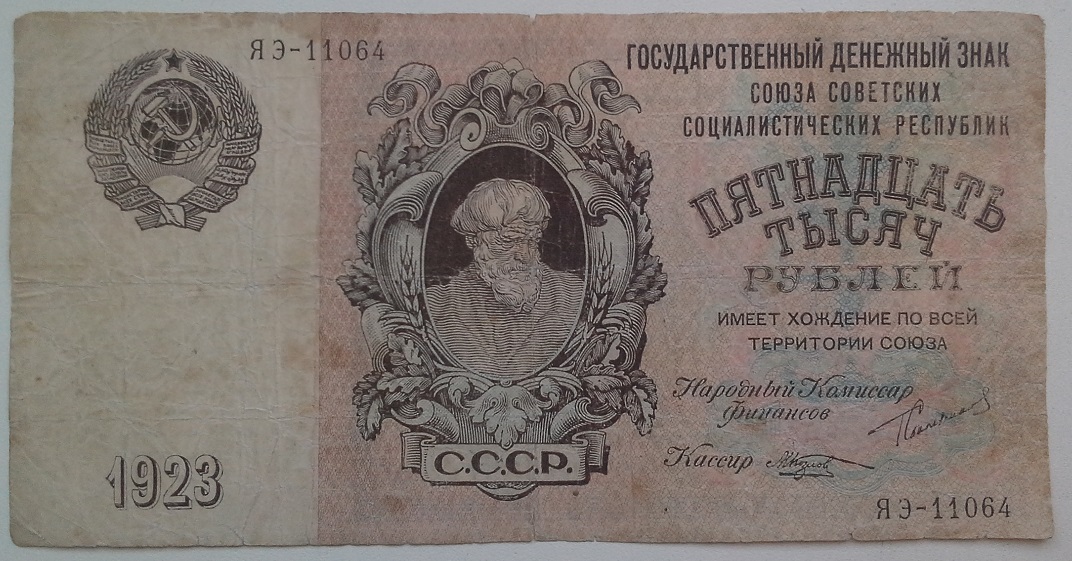 ЯЭ-11064
ГОСУДАРСТВЕННЫЙ ДЕНЕЖНЫЙ ЗНАК
СОЮЗА СОВЕТСКИХ
СОЦИАЛИСТИЧЕСКИХ РЕСПУБЛИК
ПЯТНАДЦАТЬ
ТЫСЯЧ
РУБЛЕЙ
ИМЕЕТ ХОЖДЕНИЕ ПО ВСЕЙ
ТЕРРИТОРИИ СОЮЗА
Народный Комиссар
Финансов
Кассир
С.С.С.Р.
1923
ЯЭ-11064